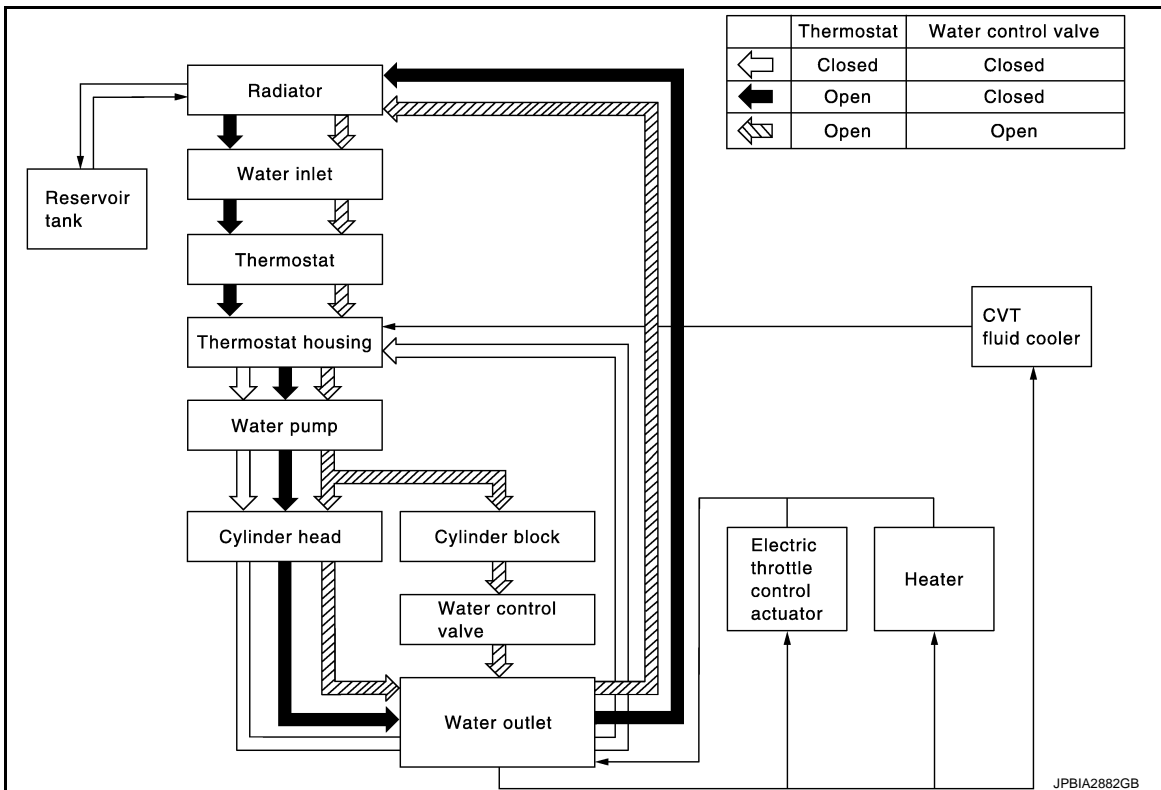 Thermostat Water control valve
Closed Closed
Open Closed
Open Open
Radiator
Water inlet
Reservoir
tank
Thermostat
Thermostat housing
CVT
fluid cooler
Water pump
Cylinder head
Cylinder block
Electric
throttle
control
actuator
Heater
Water control
valve
Water outlet
JPBIA2882GB